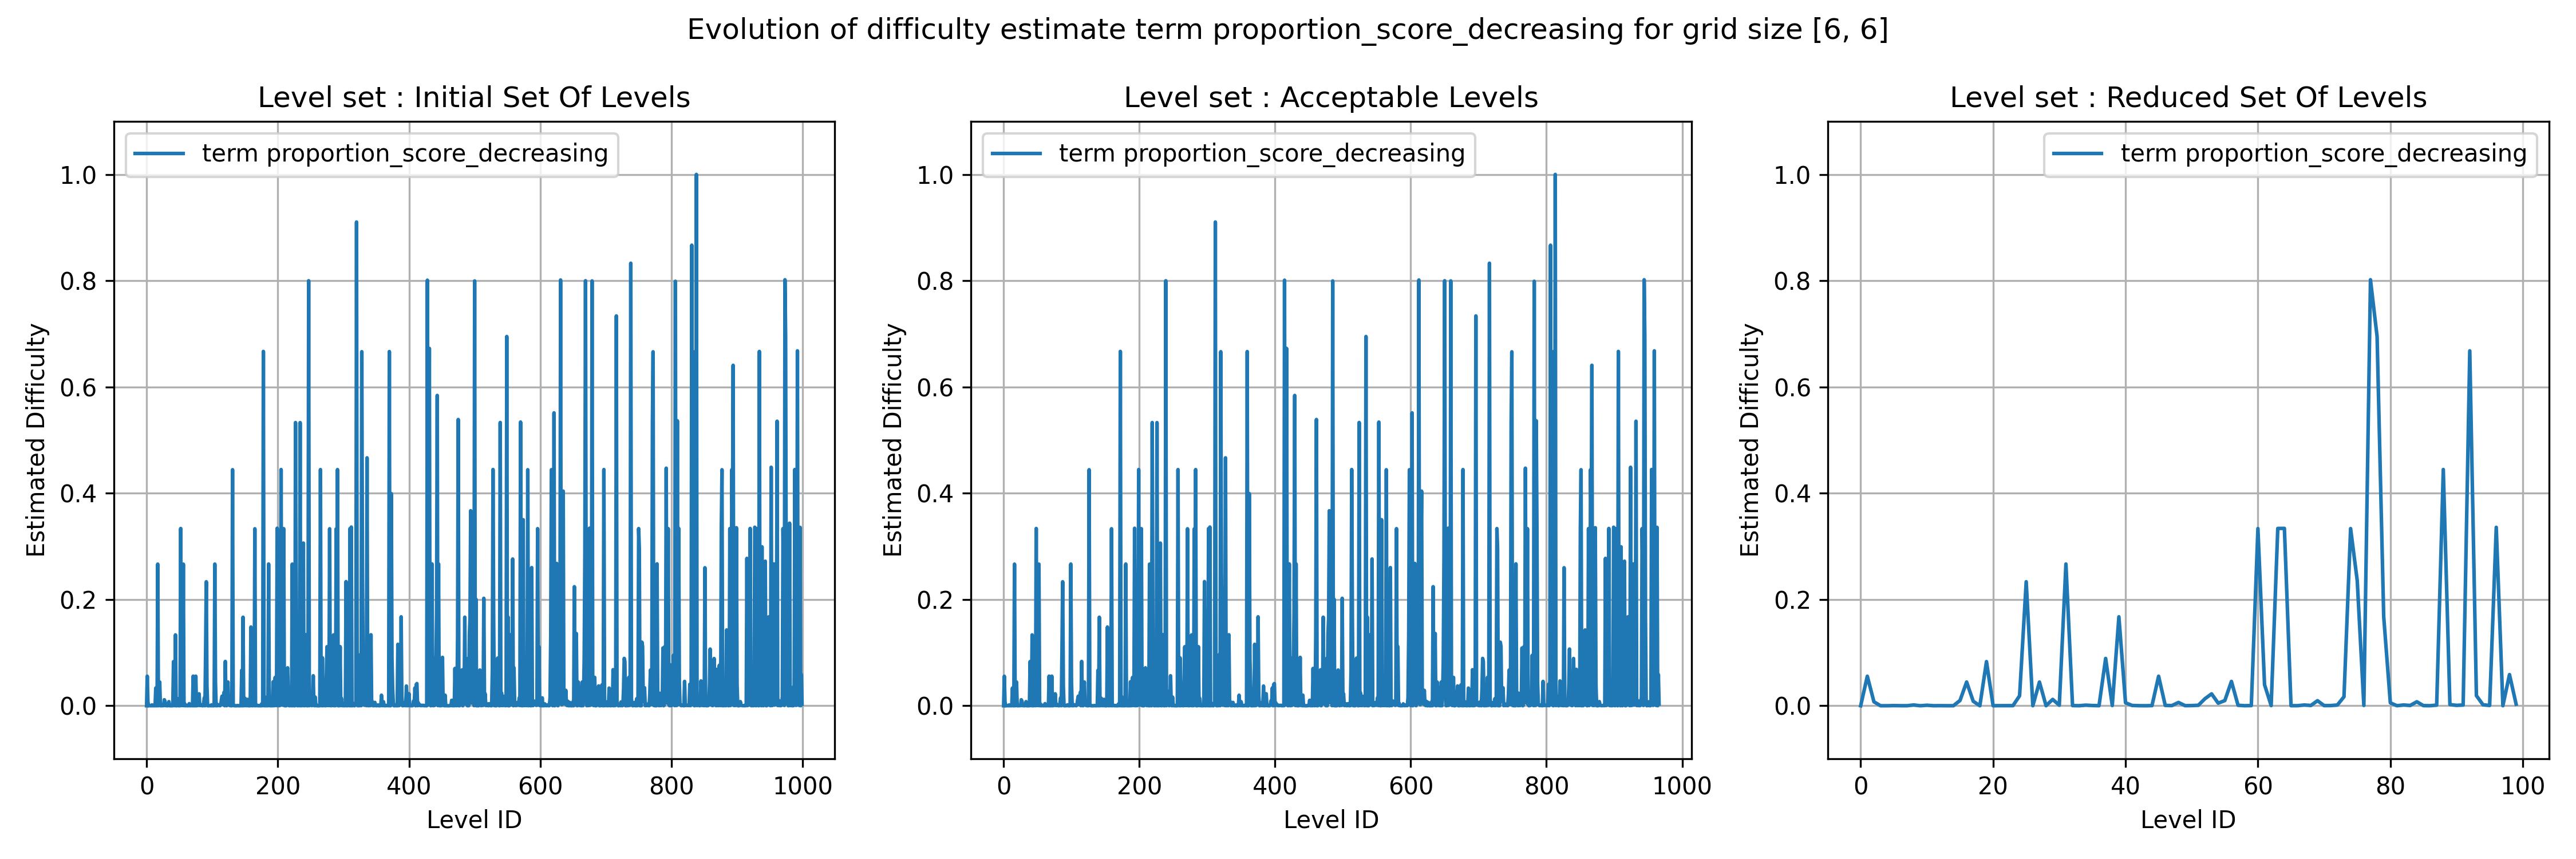 Evolution of difficulty estimate term proportion_score_decreasing for grid size [6, 6]
Level set : Initial Set Of Levels
term proportion_score_decreasing
Estimated Difficulty
1.0
0.8
0.6
0.4
0.2
0.0
0 200 400 600 800 1000
Level ID
Level set : Acceptable Levels
term proportion_score_decreasing
Estimated Difficulty
1.0
0.8
0.6
0.4
0.2
0.0
0 200 400 600 800 1000
Level ID
Level set : Reduced Set Of Levels
term proportion_score_decreasing
Estimated Difficulty
1.0
0.8
0.6
0.4
0.2
0.0
0 20 40 60 80 100
Level ID